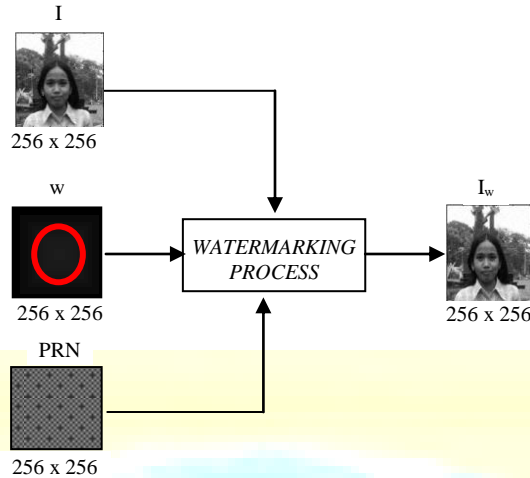 I
256 x 256
w
256 x 256
PRN
256 x 256
WATERMARKING
PROCESS
Iw
256 x 256